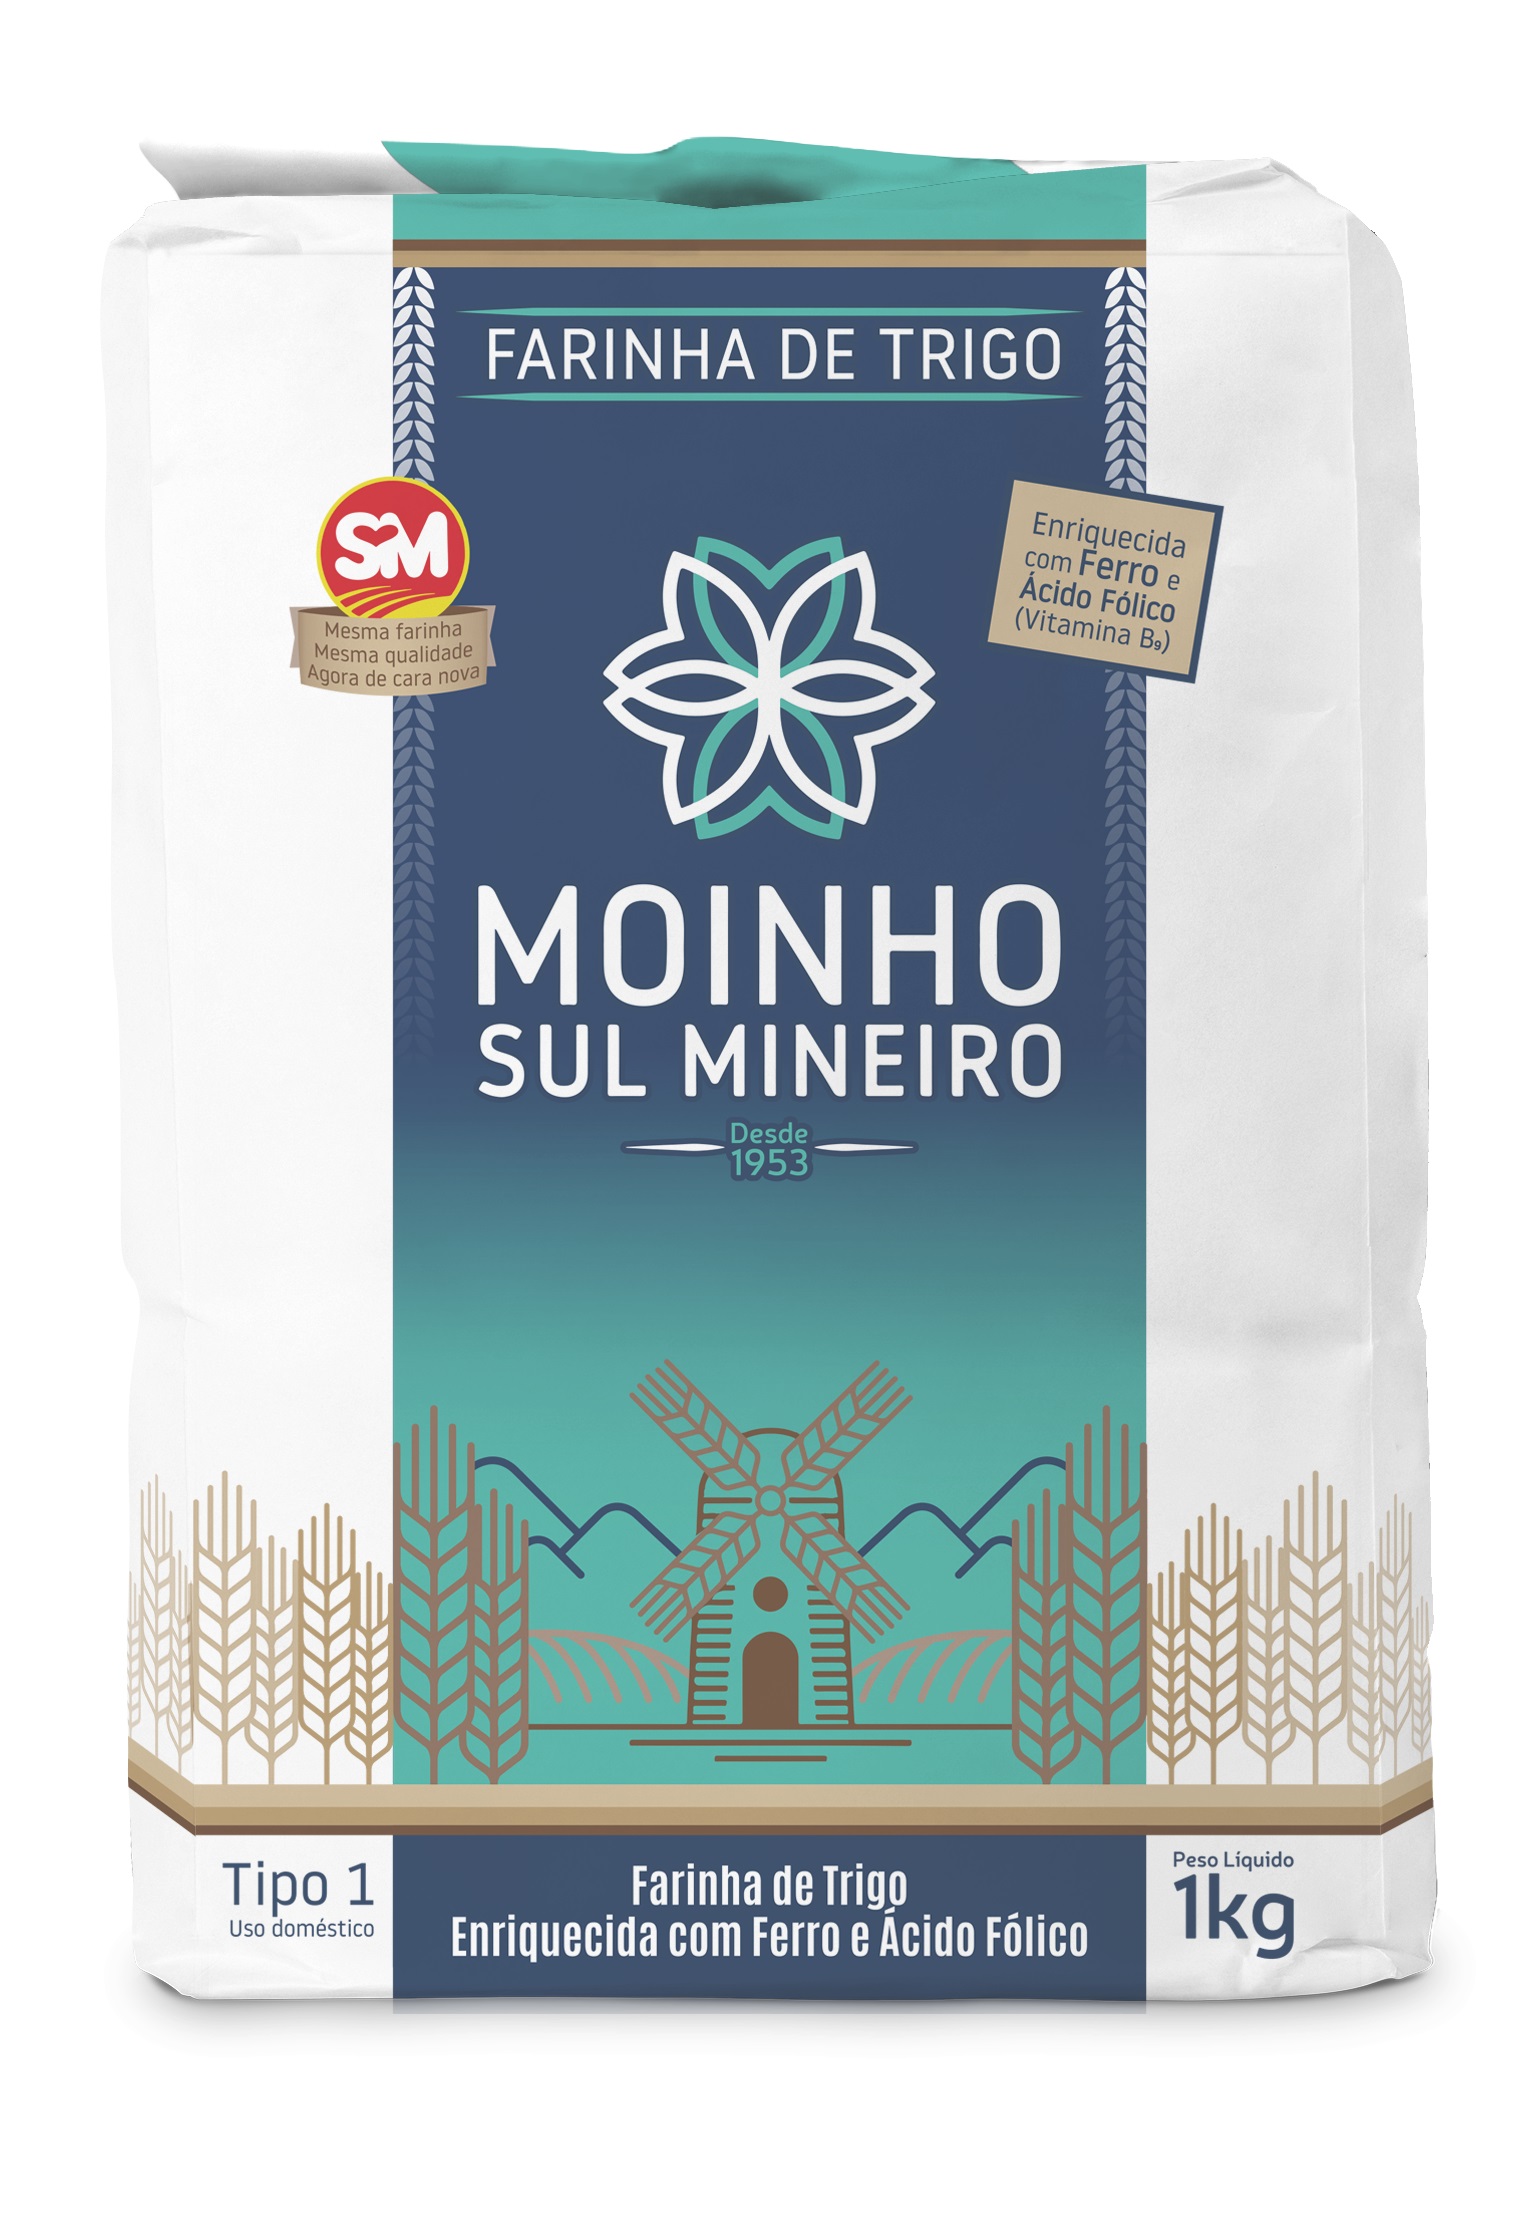 FARINHA DE TRIGO
SM
Mesma farinha
Mesma qualidade
Agora de cara nova
Enriquecida
com Ferro e
Ácido Fólico
(Vitamina B₉)
MOINHO
SUL MINEIRO
Desde
1953
Tipo 1
Uso doméstico
Farinha de Trigo
Enriquecida com Ferro e Ácido Fólico
Peso Líquido
1kg